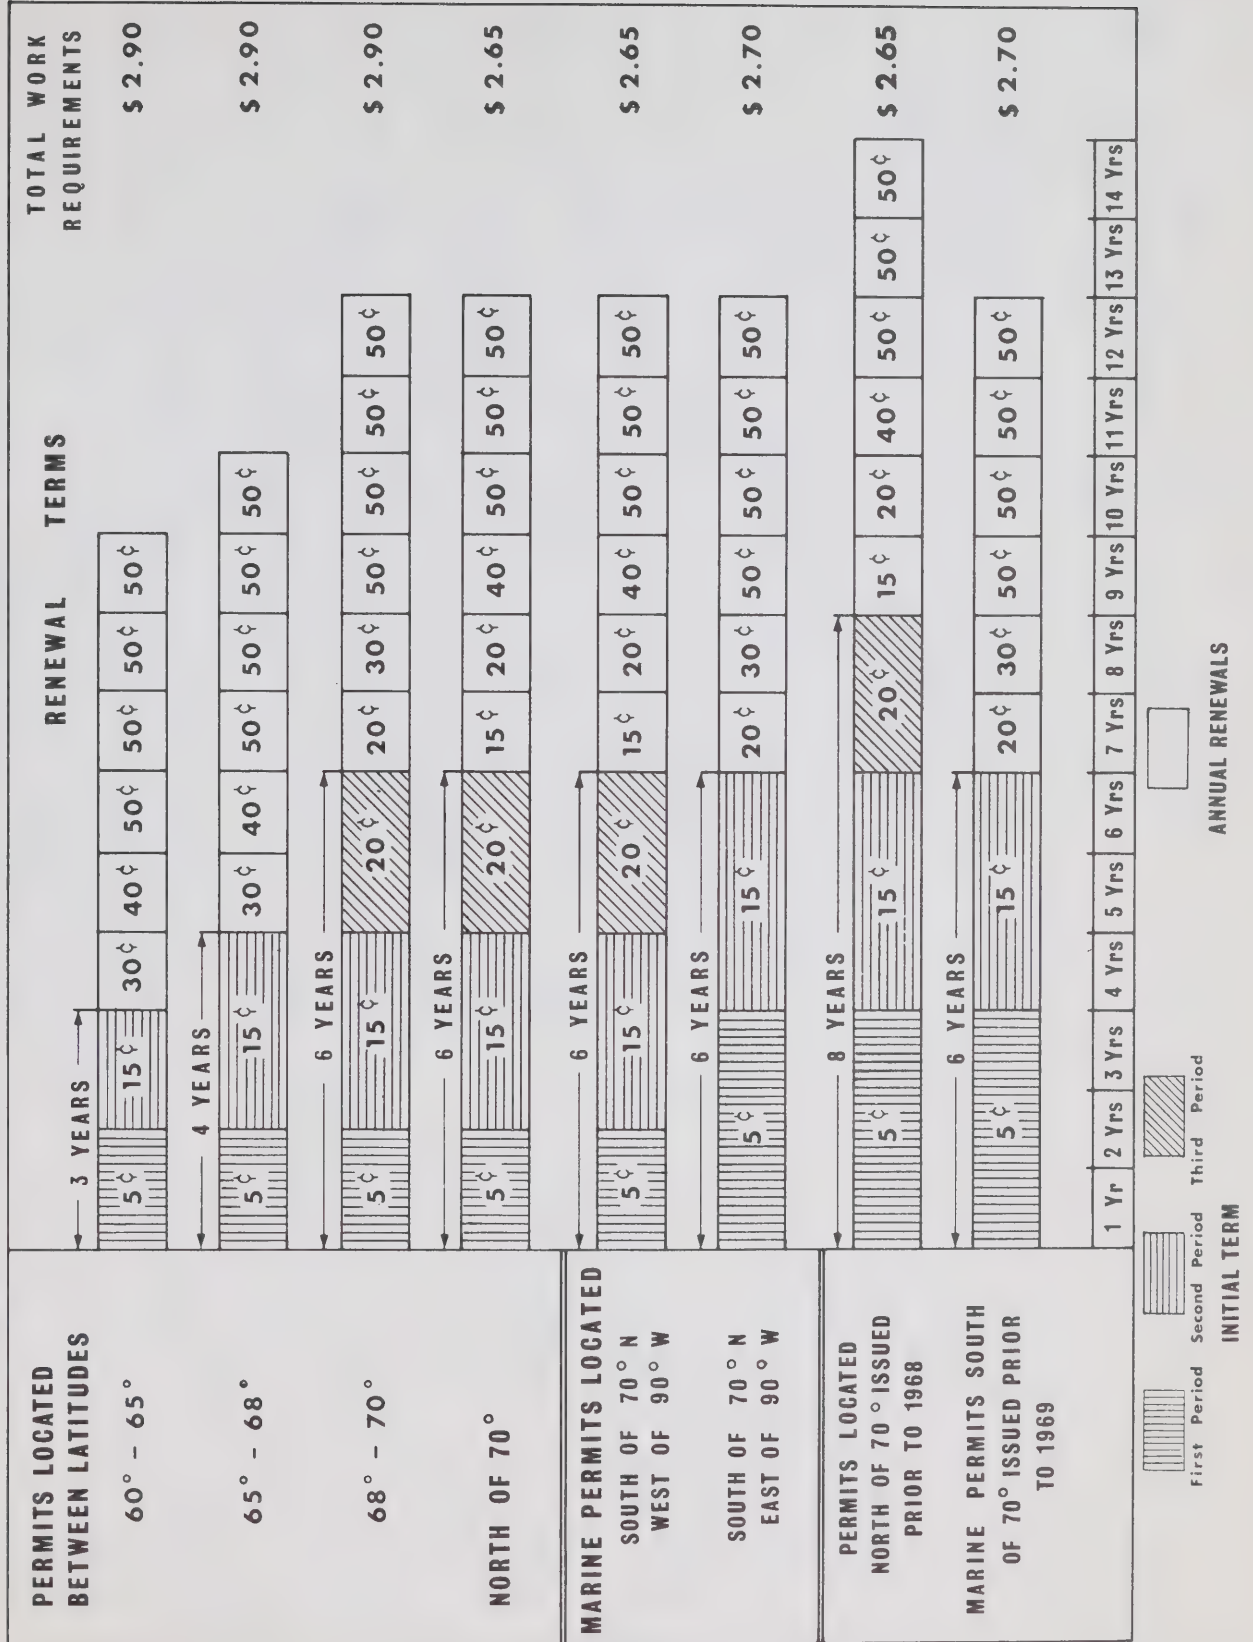 TOTAL WORK
REQUIREMENTS
RENEWAL TERMS
PERMITS LOCATED
BETWEEN LATITUDES
3 YEARS
60° - 65°
5¢ 15¢ 30¢ 40¢ 50¢ 50¢ 50¢ 50¢ $ 2.90
4 YEARS
65° - 68°
5¢ 15¢ 30¢ 40¢ 50¢ 50¢ 50¢ 50¢ $ 2.90
6 YEARS
68° - 70°
5¢ 15¢ 20¢ 20¢ 30¢ 50¢ 50¢ 50¢ 50¢ $ 2.90
6 YEARS
NORTH OF 70°
5¢ 15¢ 20¢ 15¢ 20¢ 40¢ 50¢ 50¢ 50¢ $ 2.65
MARINE PERMITS LOCATED
6 YEARS
SOUTH OF 70° N
WEST OF 90° W
5¢ 15¢ 20¢ 15¢ 20¢ 40¢ 50¢ 50¢ 50¢ $ 2.65
6 YEARS
SOUTH OF 70° N
EAST OF 90° W
5¢ 15¢ 20¢ 30¢ 50¢ 50¢ 50¢ 50¢ $ 2.70
8 YEARS
PERMITS LOCATED
NORTH OF 70° ISSUED
PRIOR TO 1968
5¢ 15¢ 20¢ 15¢ 20¢ 40¢ 50¢ 50¢ 50¢ $ 2.65
6 YEARS
MARINE PERMITS SOUTH
OF 70° ISSUED PRIOR
TO 1969
5¢ 15¢ 20¢ 30¢ 50¢ 50¢ 50¢ 50¢ $ 2.70
1 Yr 2 Yrs 3 Yrs 4 Yrs 5 Yrs 6 Yrs 7 Yrs 8 Yrs 9 Yrs 10 Yrs 11 Yrs 12 Yrs 13 Yrs 14 Yrs
First Period Second Period Third Period
INITIAL TERM
ANNUAL RENEWALS